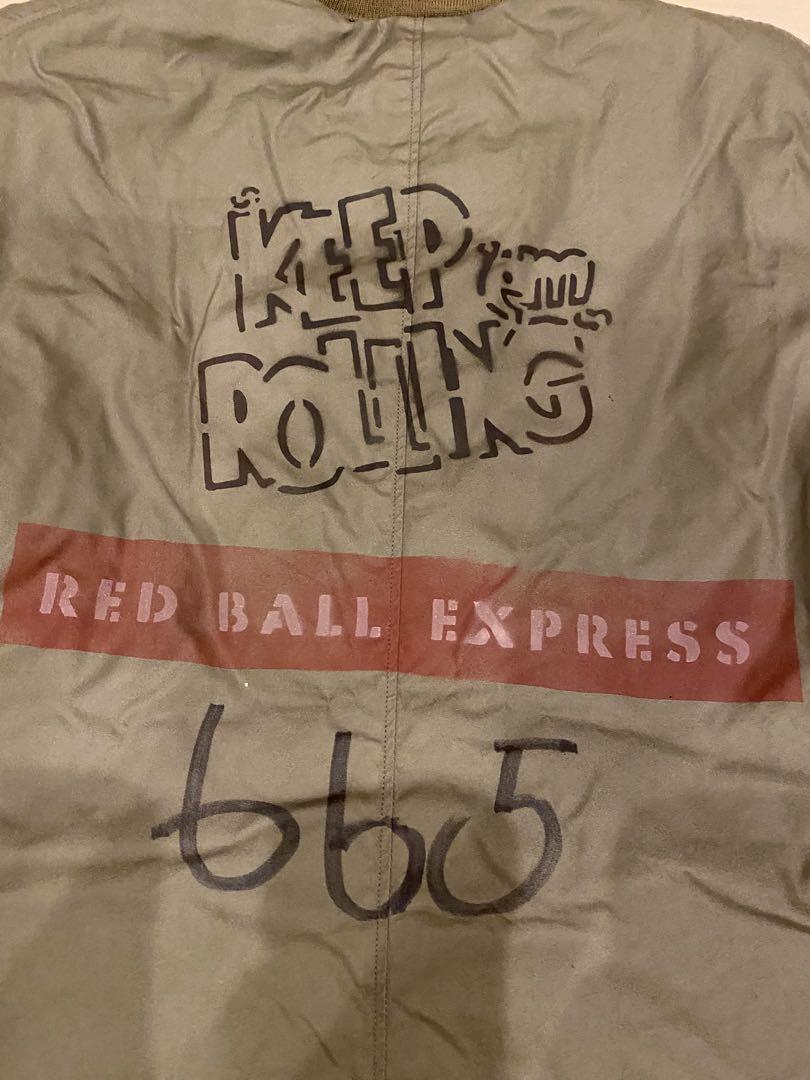 KEEP 'em
ROLLING
RED BALL EXPRESS
665